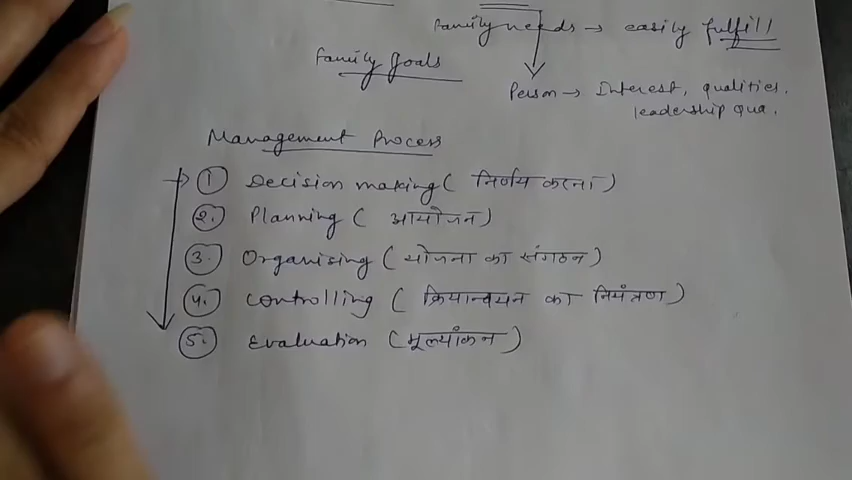 Family needs → easily fulfill
Family goals
Person → Interest, qualities,
leadership qua.
Management Process
→ 1 Decision making ( निर्णय करना )
2. Planning ( आयोजन )
3. Organising ( योजना का संगठन )
4. Controlling ( क्रियान्वयन का नियंत्रण )
5. Evaluation ( मूल्यांकन )